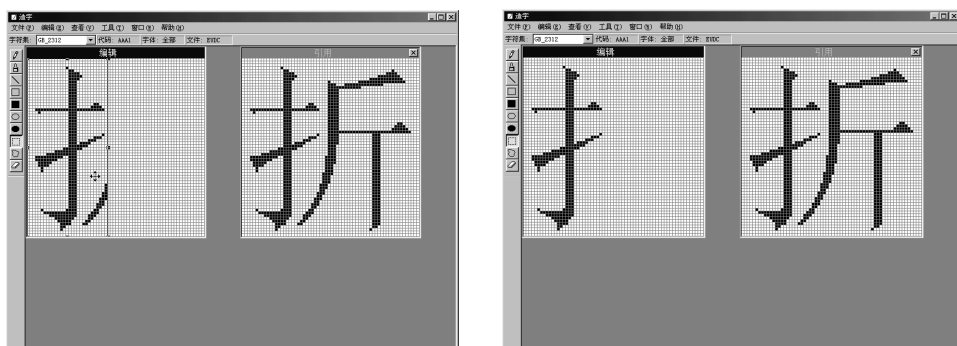 造字
文件(F) 编辑(E) 查看(V) 工具(T) 窗口(W) 帮助(H)
字符集: GB_2312 代码: AAA1 字体: 全部 文件: EUDC
编辑
引用
折
造字
文件(F) 编辑(E) 查看(V) 工具(T) 窗口(W) 帮助(H)
字符集: GB_2312 代码: AAA1 字体: 全部 文件: EUDC
编辑
引用
扌 折